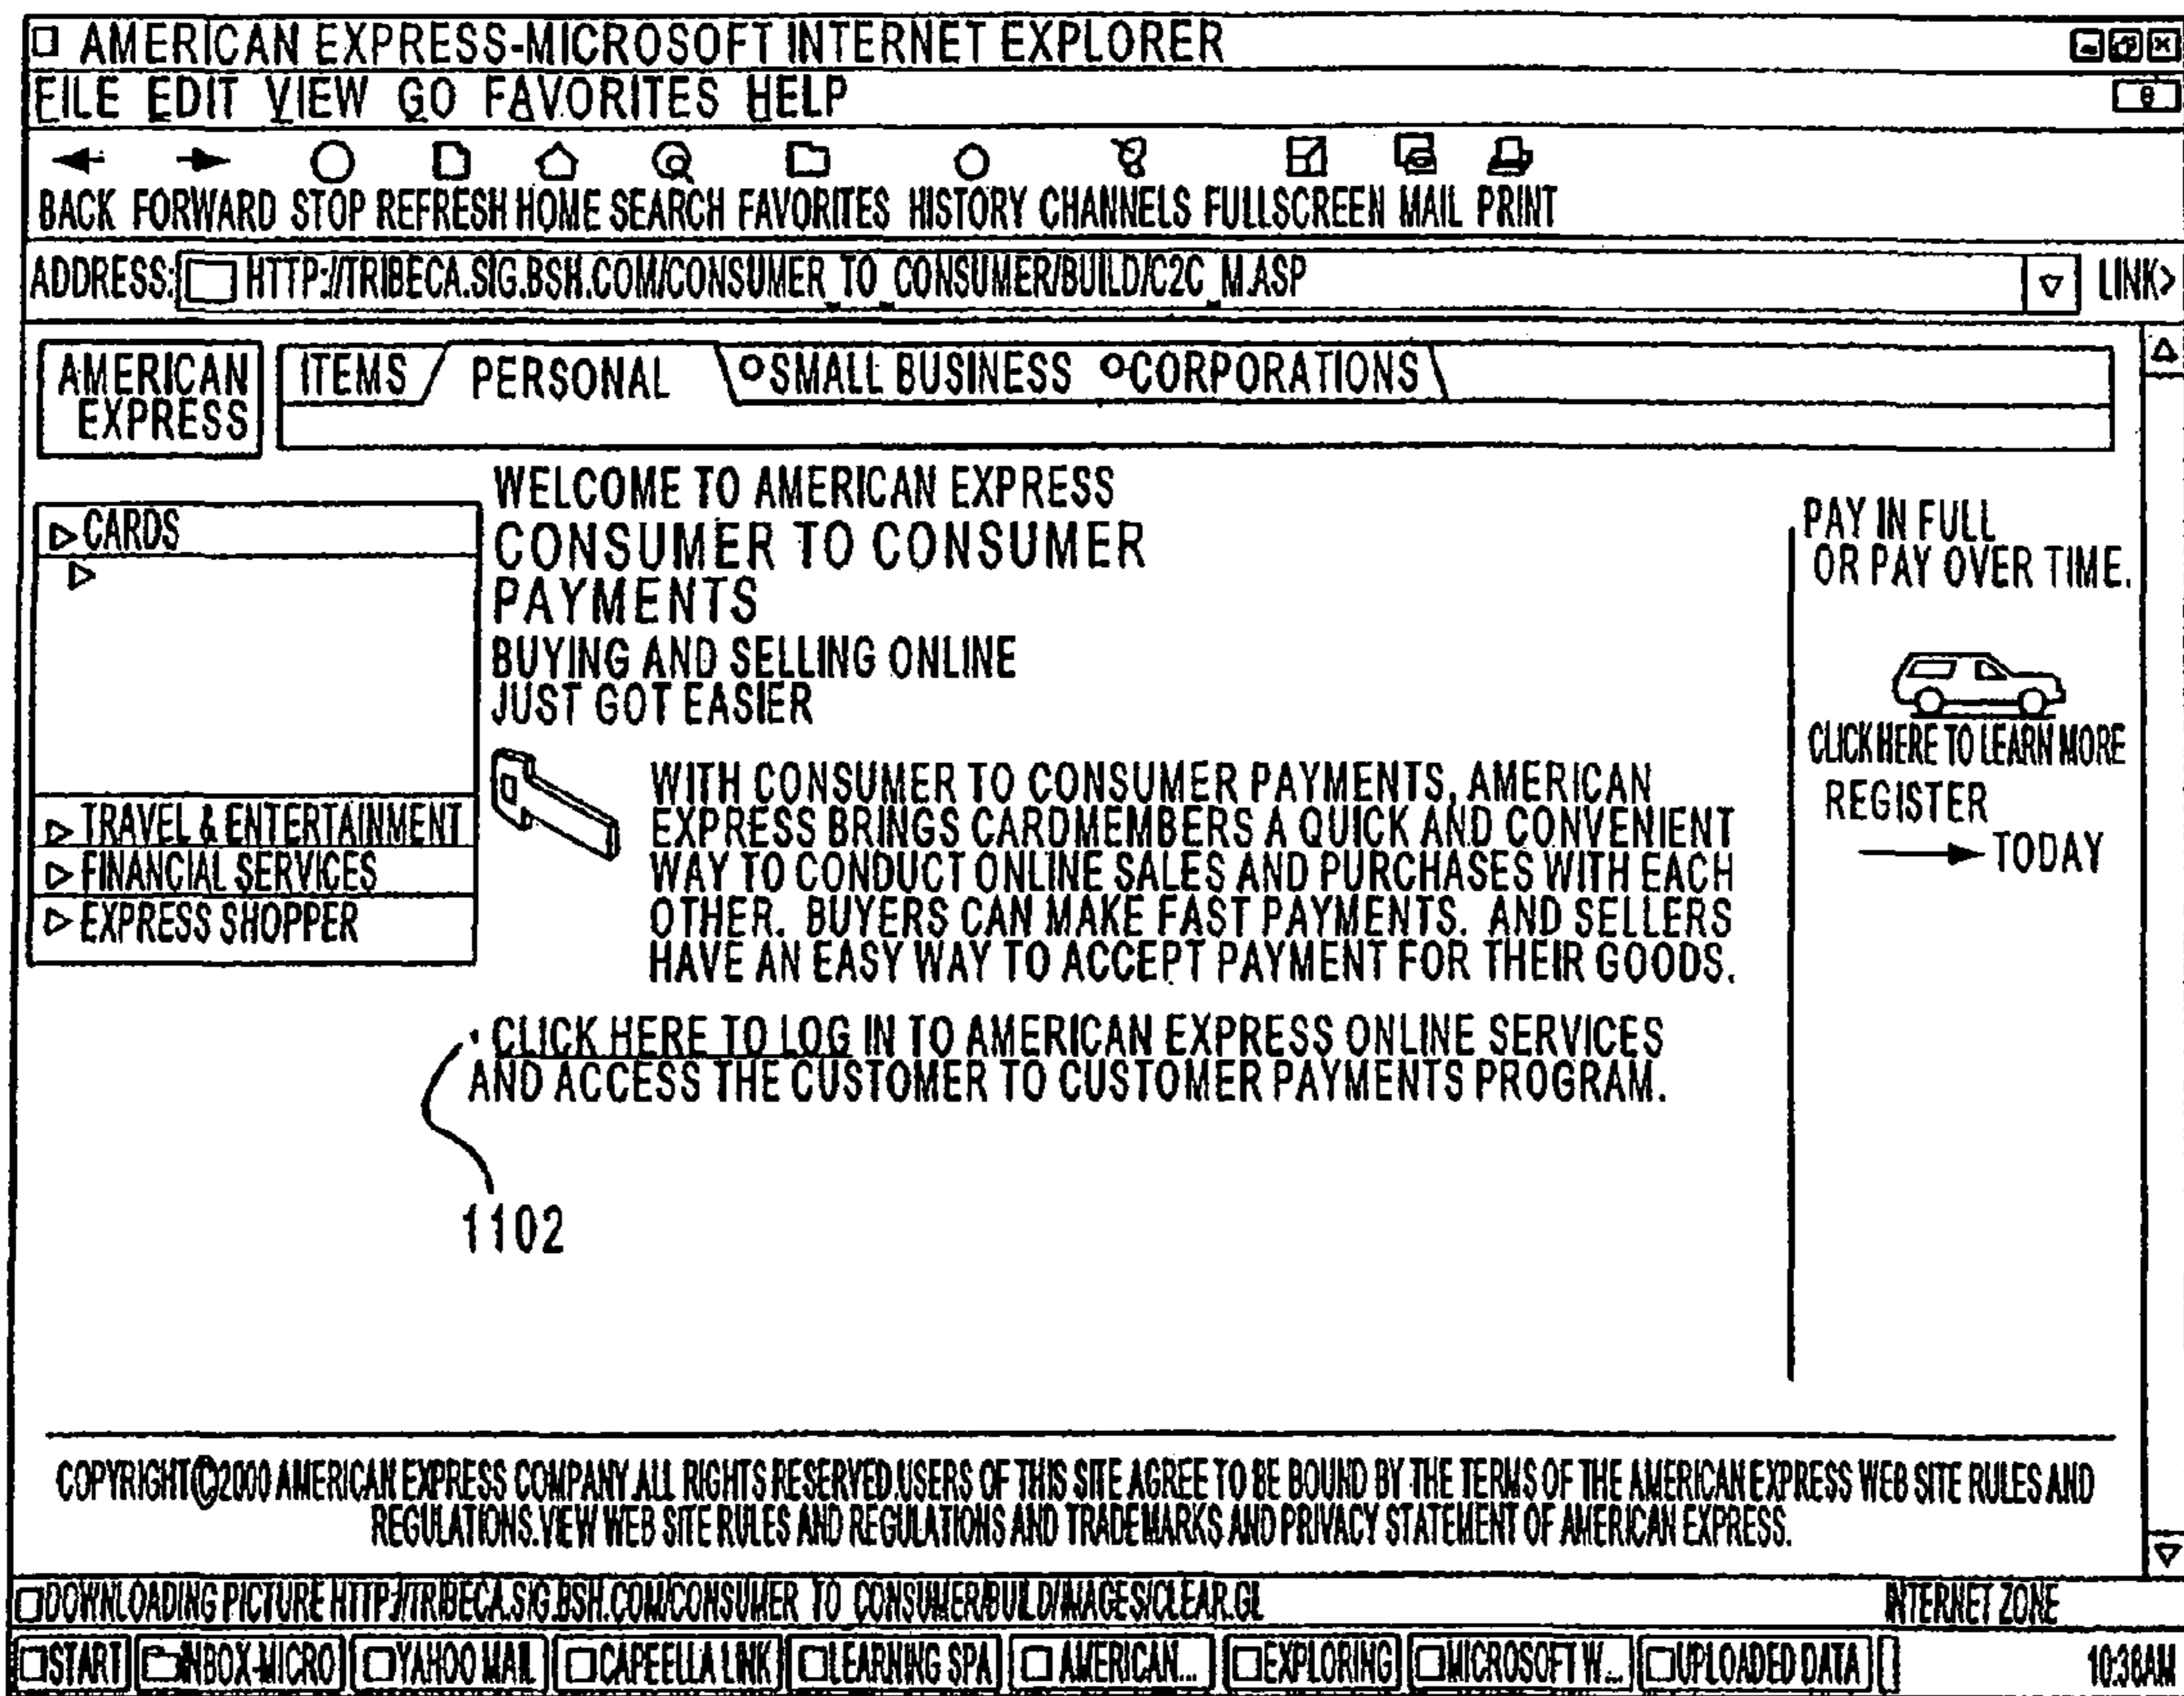 AMERICAN EXPRESS-MICROSOFT INTERNET EXPLORER
FILE EDIT VIEW GO FAVORITES HELP
BACK FORWARD STOP REFRESH HOME SEARCH FAVORITES HISTORY CHANNELS FULLSCREEN MAIL PRINT
ADDRESS: HTTP://TRIBECA.SIG.BSH.COM/CONSUMER_TO_CONSUMER/BUILD/C2C_M.ASP LINK>
AMERICAN EXPRESS
ITEMS PERSONAL SMALL BUSINESS CORPORATIONS
CARDS
TRAVEL & ENTERTAINMENT
FINANCIAL SERVICES
EXPRESS SHOPPER
WELCOME TO AMERICAN EXPRESS
CONSUMER TO CONSUMER
PAYMENTS
BUYING AND SELLING ONLINE
JUST GOT EASIER
WITH CONSUMER TO CONSUMER PAYMENTS, AMERICAN
EXPRESS BRINGS CARDMEMBERS A QUICK AND CONVENIENT
WAY TO CONDUCT ONLINE SALES AND PURCHASES WITH EACH
OTHER. BUYERS CAN MAKE FAST PAYMENTS. AND SELLERS
HAVE AN EASY WAY TO ACCEPT PAYMENT FOR THEIR GOODS.
CLICK HERE TO LOG IN TO AMERICAN EXPRESS ONLINE SERVICES
AND ACCESS THE CUSTOMER TO CUSTOMER PAYMENTS PROGRAM.
1102
PAY IN FULL
OR PAY OVER TIME.
CLICK HERE TO LEARN MORE
REGISTER
TODAY
COPYRIGHT©2000 AMERICAN EXPRESS COMPANY.ALL RIGHTS RESERVED.USERS OF THIS SITE AGREE TO BE BOUND BY THE TERMS OF THE AMERICAN EXPRESS WEB SITE RULES AND
REGULATIONS.VIEW WEB SITE RULES AND REGULATIONS AND TRADEMARKS AND PRIVACY STATEMENT OF AMERICAN EXPRESS.
DOWNLOADING PICTURE HTTP://TRIBECA.SIG.BSH.COM/CONSUMER_TO_CONSUMER/BUILD/IMAGES/CLEAR.GL INTERNET ZONE
START INBOX-MICRO YAHOO MAIL CAPEELLA LINK LEARNING SPA AMERICAN... EXPLORING MICROSOFT W... UPLOADED DATA 10:38AM